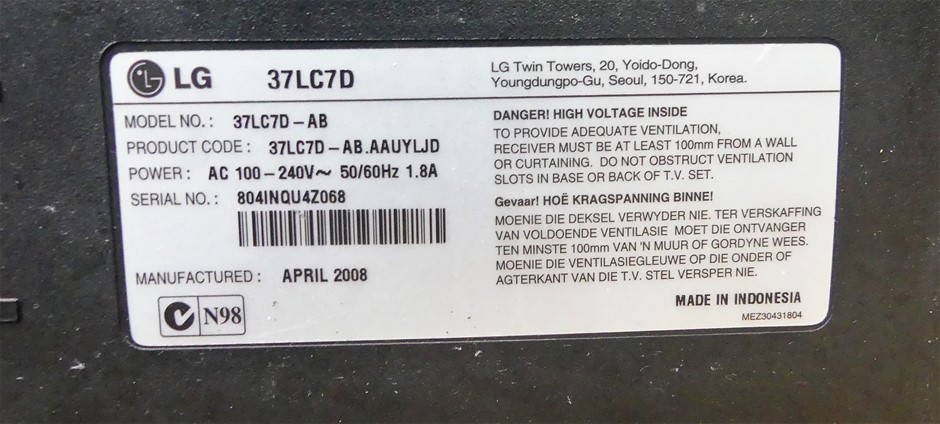 LG 37LC7D
LG Twin Towers, 20, Yoido-Dong,
Youngdungpo-Gu, Seoul, 150-721, Korea.
MODEL NO. : 37LC7D-AB
PRODUCT CODE : 37LC7D-AB.AAUYLJD
POWER : AC 100-240V~ 50/60Hz 1.8A
SERIAL NO. : 804INQU4Z068
MANUFACTURED : APRIL 2008
N98
DANGER! HIGH VOLTAGE INSIDE
TO PROVIDE ADEQUATE VENTILATION,
RECEIVER MUST BE AT LEAST 100mm FROM A WALL
OR CURTAINING. DO NOT OBSTRUCT VENTILATION
SLOTS IN BASE OR BACK OF T.V. SET.
Gevaar! HOË KRAGSPANNING BINNE!
MOENIE DIE DEKSEL VERWYDER NIE. TER VERSKAFFING
VAN VOLDOENDE VENTILASIE MOET DIE ONTVANGER
TEN MINSTE 100mm VAN 'N MUUR OF GORDYNE WEES.
MOENIE DIE VENTILASIEGLEUWE OP DIE ONDER OF
AGTERKANT VAN DIE T.V. STEL VERSPER NIE.
MADE IN INDONESIA
MEZ30431804